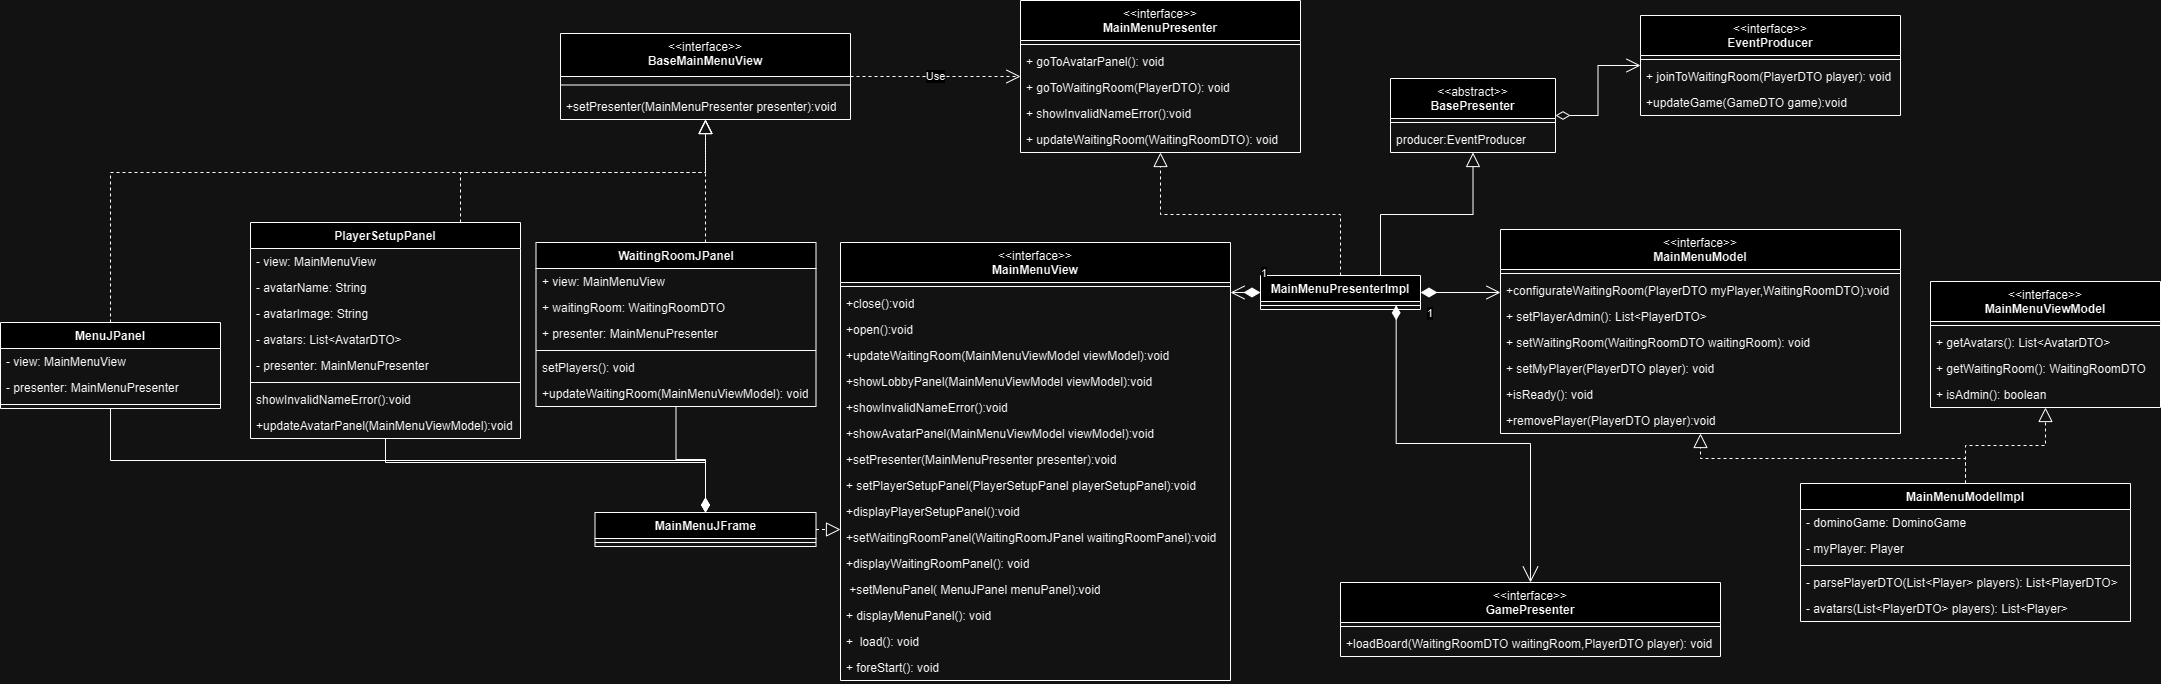 <<interface>>
BaseMainMenuView
+setPresenter(MainMenuPresenter presenter):void
Use
<<interface>>
MainMenuPresenter
+ goToAvatarPanel(): void
+ goToWaitingRoom(PlayerDTO): void
+ showInvalidNameError():void
+ updateWaitingRoom(WaitingRoomDTO): void
<<abstract>>
BasePresenter
producer:EventProducer
<<interface>>
EventProducer
+ joinToWaitingRoom(PlayerDTO player): void
+updateGame(GameDTO game):void
MenuJPanel
- view: MainMenuView
- presenter: MainMenuPresenter
PlayerSetupPanel
- view: MainMenuView
- avatarName: String
- avatarImage: String
- avatars: List<AvatarDTO>
- presenter: MainMenuPresenter
showInvalidNameError():void
+updateAvatarPanel(MainMenuViewModel):void
WaitingRoomJPanel
+ view: MainMenuView
+ waitingRoom: WaitingRoomDTO
+ presenter: MainMenuPresenter
setPlayers(): void
+updateWaitingRoom(MainMenuViewModel): void
MainMenuJFrame
<<interface>>
MainMenuView
+close():void
+open():void
+updateWaitingRoom(MainMenuViewModel viewModel):void
+showLobbyPanel(MainMenuViewModel viewModel):void
+showInvalidNameError():void
+showAvatarPanel(MainMenuViewModel viewModel):void
+setPresenter(MainMenuPresenter presenter):void
+ setPlayerSetupPanel(PlayerSetupPanel playerSetupPanel):void
+displayPlayerSetupPanel():void
+setWaitingRoomPanel(WaitingRoomJPanel waitingRoomPanel):void
+displayWaitingRoomPanel(): void
+setMenuPanel( MenuJPanel menuPanel):void
+ displayMenuPanel(): void
+ load(): void
+ foreStart(): void
1
MainMenuPresenterImpl
1
<<interface>>
MainMenuModel
+configurateWaitingRoom(PlayerDTO myPlayer,WaitingRoomDTO):void
+ setPlayerAdmin(): List<PlayerDTO>
+ setWaitingRoom(WaitingRoomDTO waitingRoom): void
+ setMyPlayer(PlayerDTO player): void
+isReady(): void
+removePlayer(PlayerDTO player):void
<<interface>>
MainMenuViewModel
+ getAvatars(): List<AvatarDTO>
+ getWaitingRoom(): WaitingRoomDTO
+ isAdmin(): boolean
MainMenuModelImpl
- dominoGame: DominoGame
- myPlayer: Player
- parsePlayerDTO(List<Player> players): List<PlayerDTO>
- avatars(List<PlayerDTO> players): List<Player>
<<interface>>
GamePresenter
+loadBoard(WaitingRoomDTO waitingRoom,PlayerDTO player): void